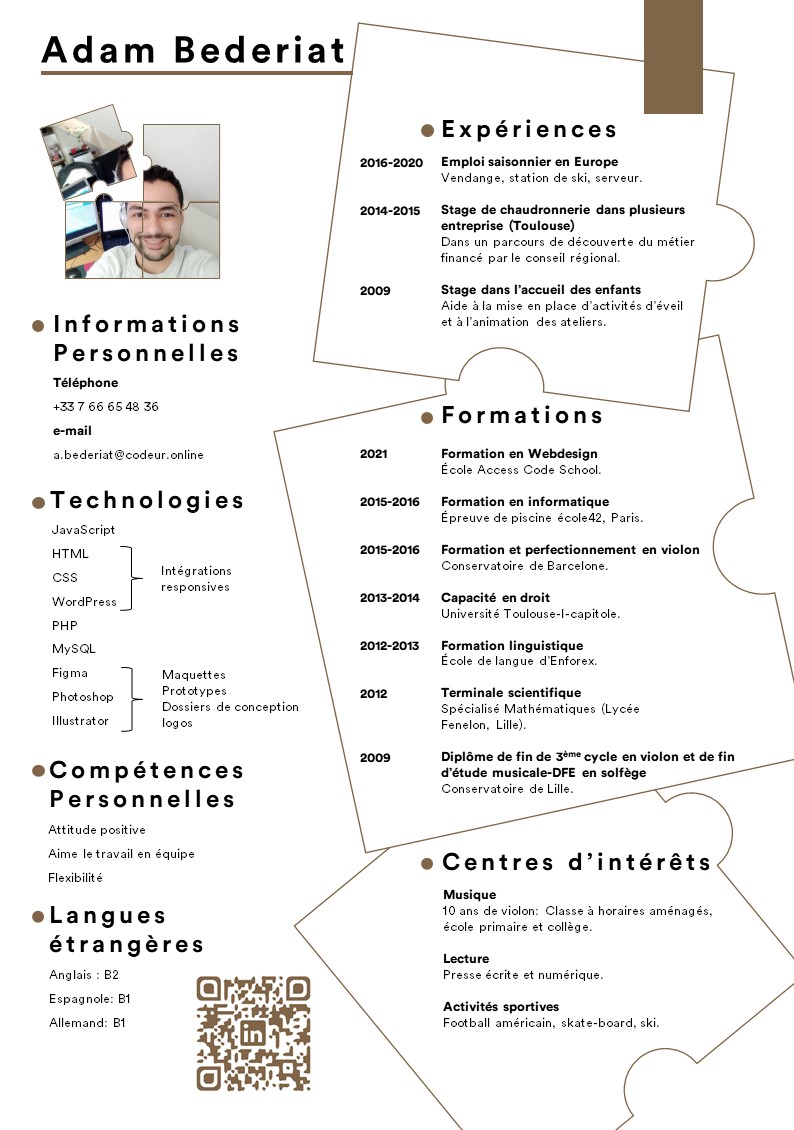 Adam Bederiat
Informations
Personnelles
Téléphone
+33 7 66 65 48 36
e-mail
a.bederiat@codeur.online
Technologies
JavaScript
HTML
CSS
WordPress
Intégrations
responsives
PHP
MySQL
Figma
Photoshop
Illustrator
Maquettes
Prototypes
Dossiers de conception
logos
Compétences
Personnelles
Attitude positive
Aime le travail en équipe
Flexibilité
Langues
étrangères
Anglais : B2
Espagnole: B1
Allemand: B1
in
Expériences
2016-2020 Emploi saisonnier en Europe
Vendange, station de ski, serveur.
2014-2015 Stage de chaudronnerie dans plusieurs
entreprise (Toulouse)
Dans un parcours de découverte du métier
financé par le conseil régional.
2009 Stage dans l'accueil des enfants
Aide à la mise en place d'activités d'éveil
et à l'animation des ateliers.
Formations
2021 Formation en Webdesign
École Access Code School.
2015-2016 Formation en informatique
Épreuve de piscine école42, Paris.
2015-2016 Formation et perfectionnement en violon
Conservatoire de Barcelone.
2013-2014 Capacité en droit
Université Toulouse-I-capitole.
2012-2013 Formation linguistique
École de langue d'Enforex.
2012 Terminale scientifique
Spécialisé Mathématiques (Lycée
Fenelon, Lille).
2009 Diplôme de fin de 3ème cycle en violon et de fin
d'étude musicale-DFE en solfège
Conservatoire de Lille.
Centres d'intérêts
Musique
10 ans de violon: Classe à horaires aménagés,
école primaire et collège.
Lecture
Presse écrite et numérique.
Activités sportives
Football américain, skate-board, ski.